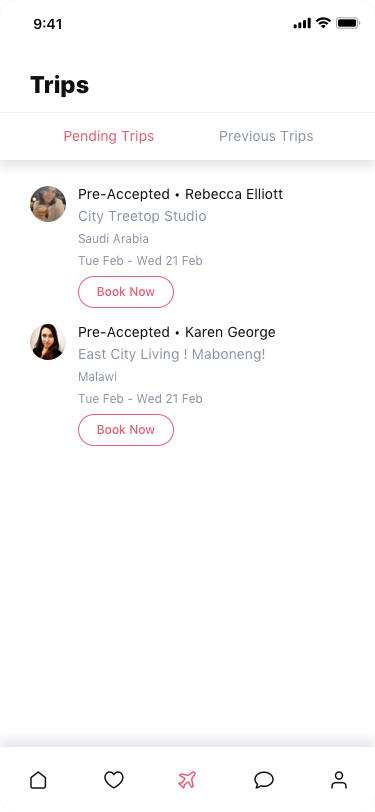 9:41
Trips
Pending Trips
Previous Trips
Pre-Accepted • Rebecca Elliott
City Treetop Studio
Saudi Arabia
Tue Feb - Wed 21 Feb
Book Now
Pre-Accepted • Karen George
East City Living ! Maboneng!
Malawi
Tue Feb - Wed 21 Feb
Book Now